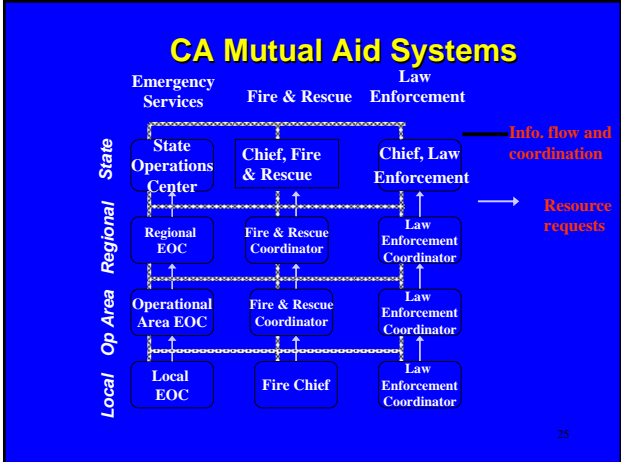 CA Mutual Aid Systems
Emergency
Services
Fire & Rescue
Law
Enforcement
State
State
Operations
Center
Chief, Fire
& Rescue
Chief, Law
Enforcement
Info. flow and
coordination
Resource
requests
Regional
Regional
EOC
Fire & Rescue
Coordinator
Law
Enforcement
Coordinator
Op Area
Operational
Area EOC
Fire & Rescue
Coordinator
Law
Enforcement
Coordinator
Local
Local
EOC
Fire Chief
Law
Enforcement
Coordinator
25